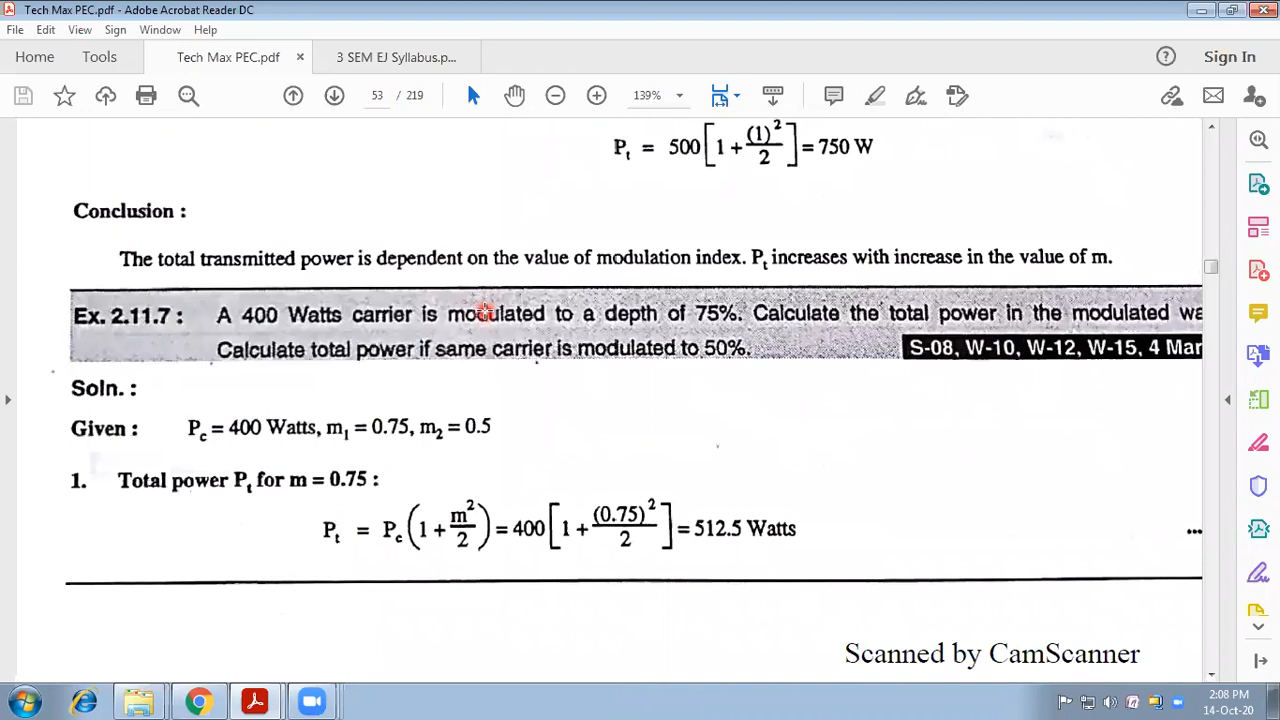 Tech Max PEC.pdf - Adobe Acrobat Reader DC
File Edit View Sign Window Help
Home Tools Tech Max PEC.pdf × 3 SEM EJ Syllabus.p... Sign In
53 / 219 139%
Pt = 500 [ 1 + (1)²/2 ] = 750 W
Conclusion :
The total transmitted power is dependent on the value of modulation index. Pt increases with increase in the value of m.
Ex. 2.11.7 : A 400 Watts carrier is modulated to a depth of 75%. Calculate the total power in the modulated wa
Calculate total power if same carrier is modulated to 50%. S-08, W-10, W-12, W-15, 4 Mar
Soln. :
Given : Pc = 400 Watts, m1 = 0.75, m2 = 0.5
1. Total power Pt for m = 0.75 :
Pt = Pc ( 1 + m²/2 ) = 400 [ 1 + (0.75)²/2 ] = 512.5 Watts ...
Scanned by CamScanner
2:08 PM
14-Oct-20